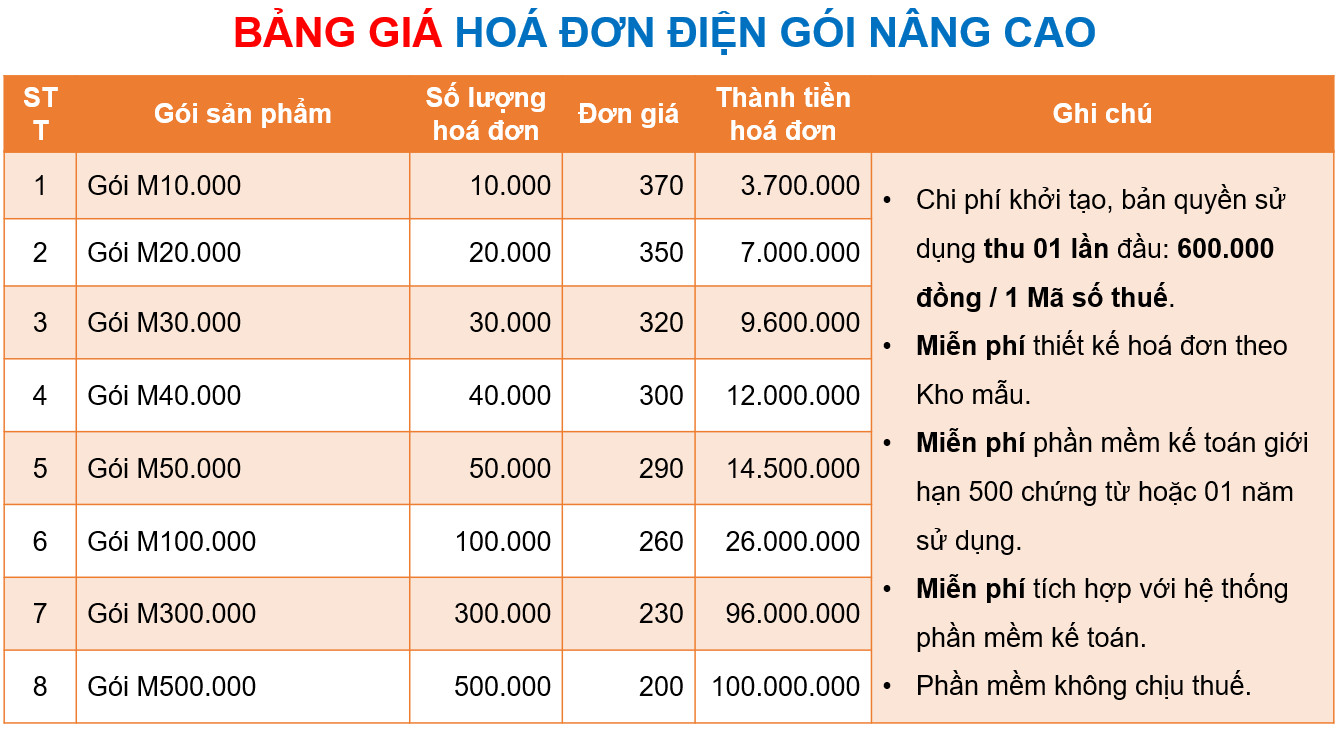 BẢNG GIÁ HOÁ ĐƠN ĐIỆN GÓI NÂNG CAO
ST
T
Gói sản phẩm
Số lượng
hoá đơn
Đơn giá
Thành tiền
hoá đơn
Ghi chú
1 Gói M10.000 10.000 370 3.700.000
2 Gói M20.000 20.000 350 7.000.000
3 Gói M30.000 30.000 320 9.600.000
4 Gói M40.000 40.000 300 12.000.000
5 Gói M50.000 50.000 290 14.500.000
6 Gói M100.000 100.000 260 26.000.000
7 Gói M300.000 300.000 230 96.000.000
8 Gói M500.000 500.000 200 100.000.000
• Chi phí khởi tạo, bản quyền sử
dụng thu 01 lần đầu: 600.000
đồng / 1 Mã số thuế.
• Miễn phí thiết kế hoá đơn theo
Kho mẫu.
• Miễn phí phần mềm kế toán giới
hạn 500 chứng từ hoặc 01 năm
sử dụng.
• Miễn phí tích hợp với hệ thống
phần mềm kế toán.
• Phần mềm không chịu thuế.